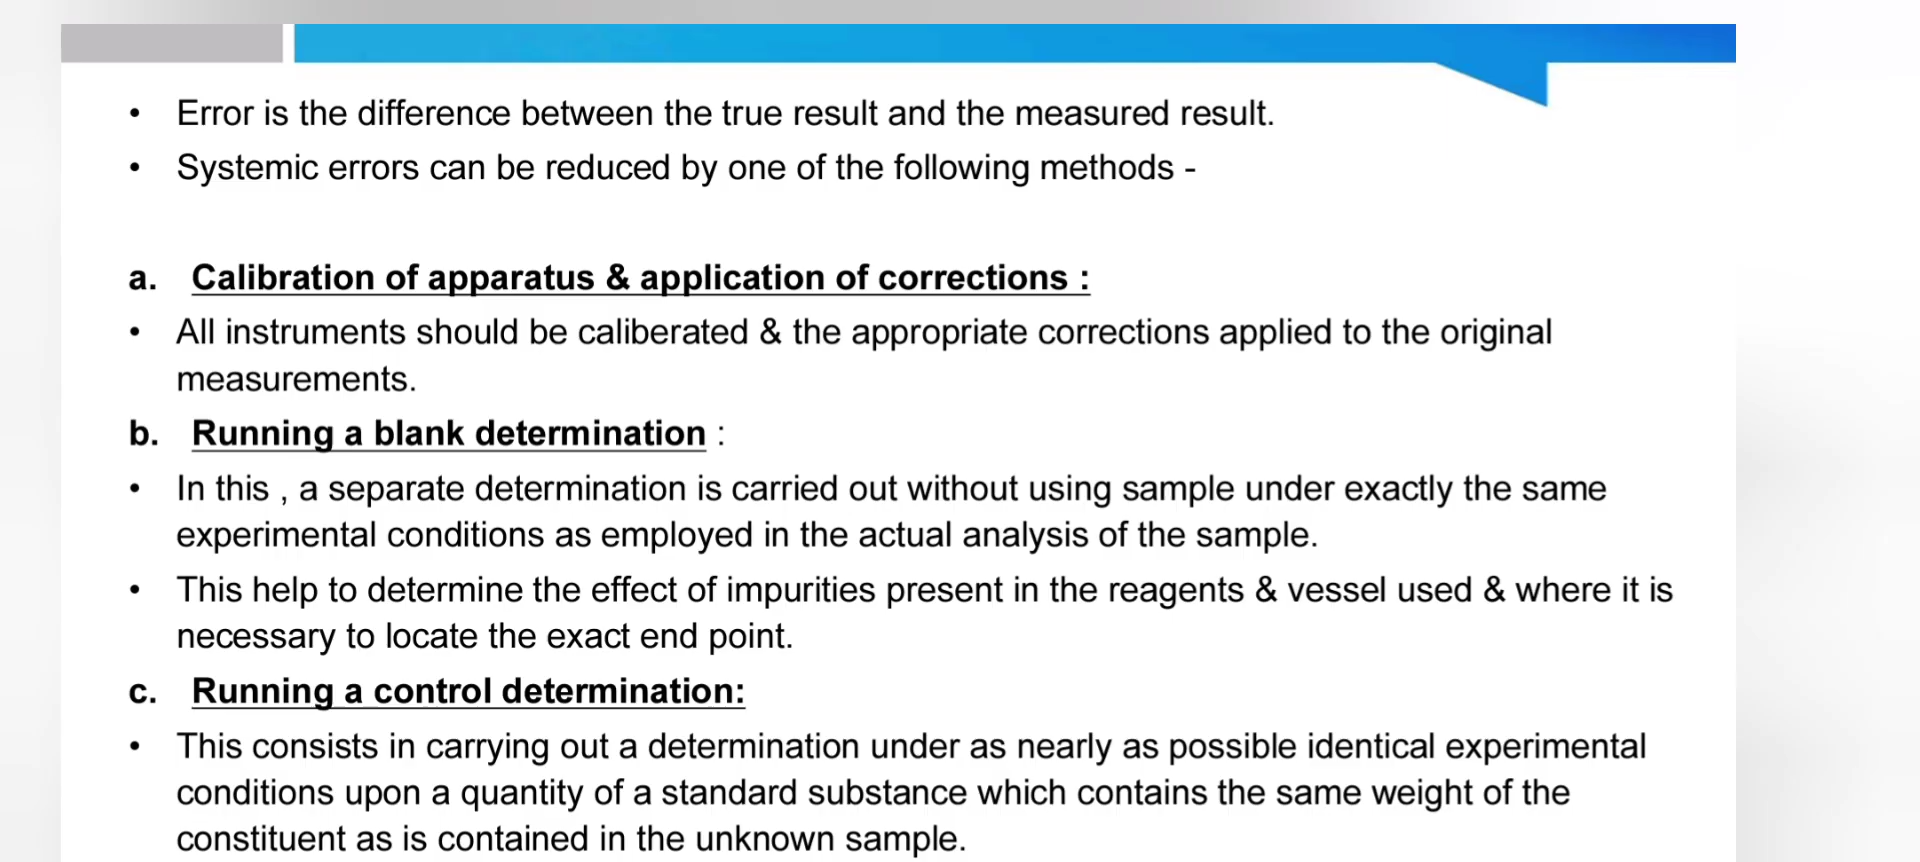 • Error is the difference between the true result and the measured result.
• Systemic errors can be reduced by one of the following methods -
a. Calibration of apparatus & application of corrections :
• All instruments should be caliberated & the appropriate corrections applied to the original
measurements.
b. Running a blank determination :
• In this , a separate determination is carried out without using sample under exactly the same
experimental conditions as employed in the actual analysis of the sample.
• This help to determine the effect of impurities present in the reagents & vessel used & where it is
necessary to locate the exact end point.
c. Running a control determination:
• This consists in carrying out a determination under as nearly as possible identical experimental
conditions upon a quantity of a standard substance which contains the same weight of the
constituent as is contained in the unknown sample.